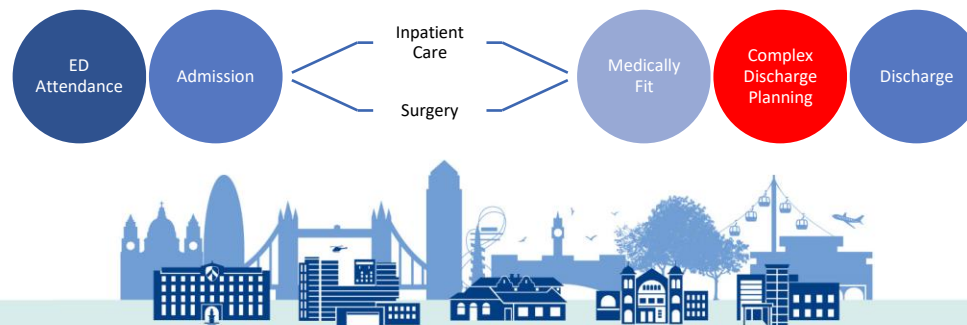 ED
Attendance
Admission
Inpatient
Care
Surgery
Medically
Fit
Complex
Discharge
Planning
Discharge